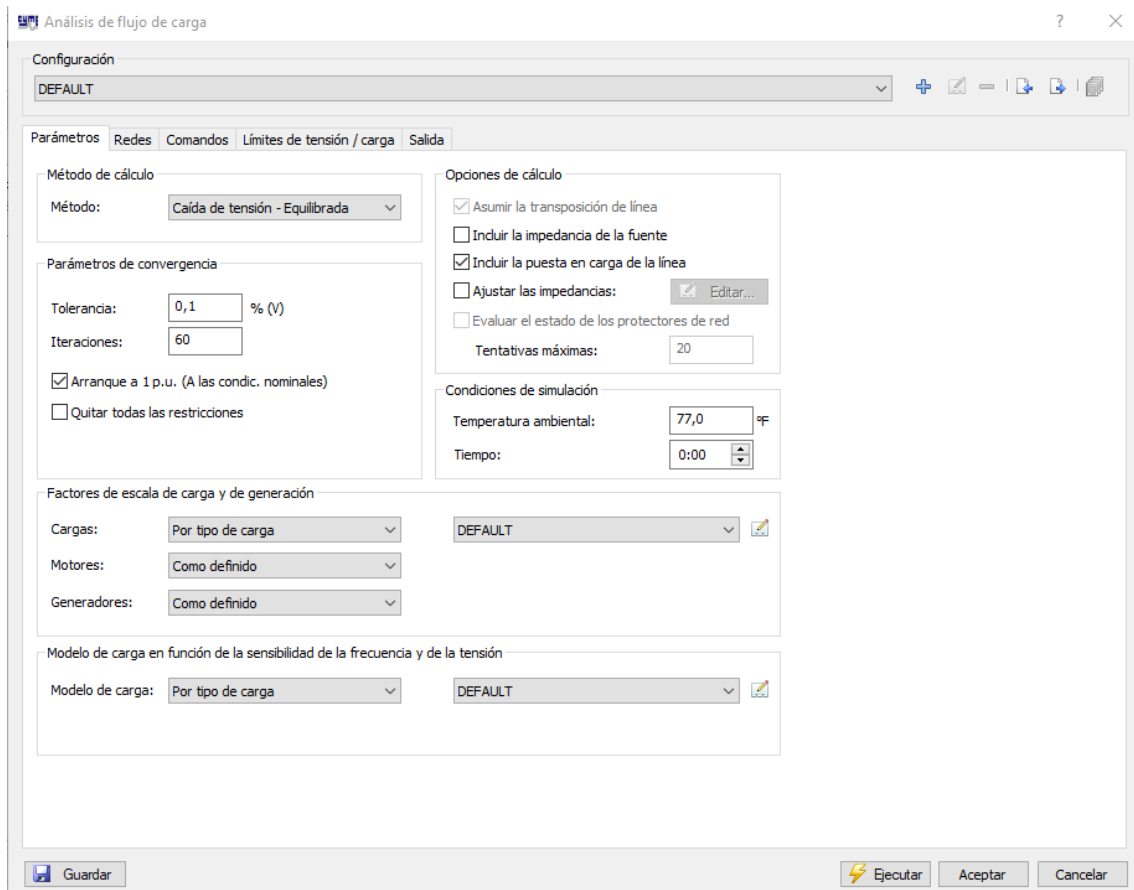 CYME Análisis de flujo de carga
Configuración
DEFAULT
Parámetros Redes Comandos Límites de tensión / carga Salida
Método de cálculo
Método: Caída de tensión - Equilibrada
Parámetros de convergencia
Tolerancia: 0,1 % (V)
Iteraciones: 60
Arranque a 1 p.u. (A las condic. nominales)
Quitar todas las restricciones
Opciones de cálculo
Asumir la transposición de línea
Incluir la impedancia de la fuente
Incluir la puesta en carga de la línea
Ajustar las impedancias: Editar...
Evaluar el estado de los protectores de red
Tentativas máximas: 20
Condiciones de simulación
Temperatura ambiental: 77,0 °F
Tiempo: 0:00
Factores de escala de carga y de generación
Cargas: Por tipo de carga DEFAULT
Motores: Como definido
Generadores: Como definido
Modelo de carga en función de la sensibilidad de la frecuencia y de la tensión
Modelo de carga: Por tipo de carga DEFAULT
Guardar Ejecutar Aceptar Cancelar